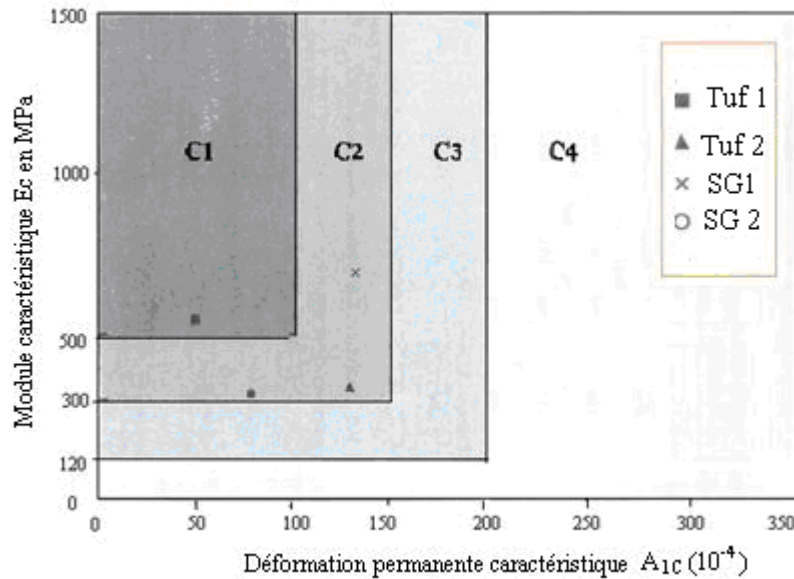 Module caractéristique Ec en MPa
1500
1000
500
300
120
0
C1
C2
C3
C4
Tuf 1
Tuf 2
SG1
SG 2
0 50 100 150 200 250 300 350
Déformation permanente caractéristique A1C (10-4)